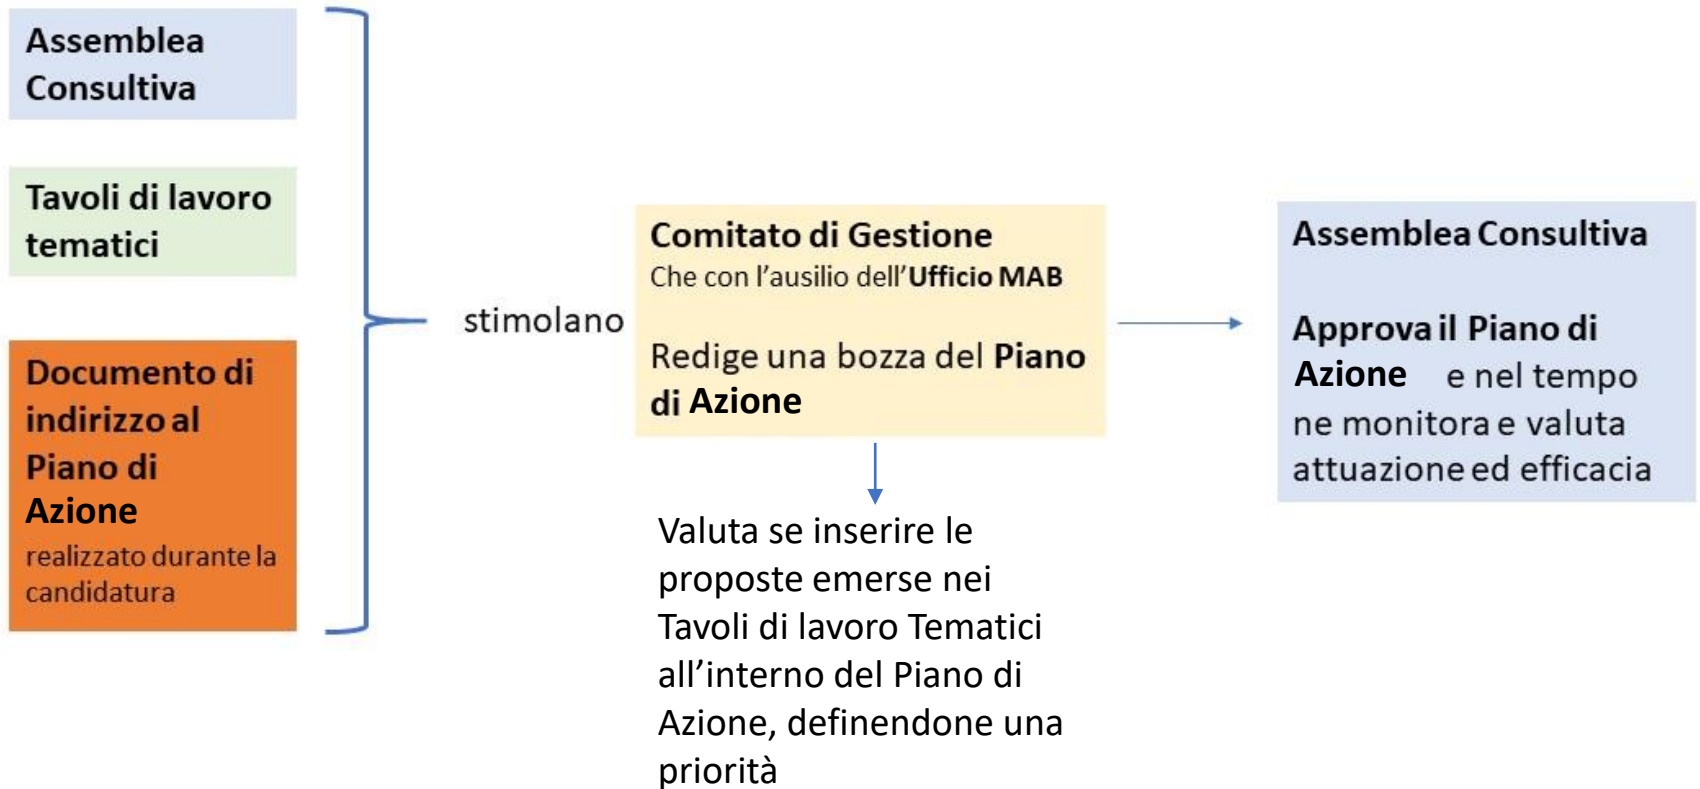 Assemblea
Consultiva
Tavoli di lavoro
tematici
Documento di
indirizzo al
Piano di
Azione
realizzato durante la
candidatura
stimolano
Comitato di Gestione
Che con l’ausilio dell’Ufficio MAB
Redige una bozza del Piano
di Azione
Valuta se inserire le
proposte emerse nei
Tavoli di lavoro Tematici
all’interno del Piano di
Azione, definendone una
priorità
Assemblea Consultiva
Approva il Piano di
Azione e nel tempo
ne monitora e valuta
attuazione ed efficacia